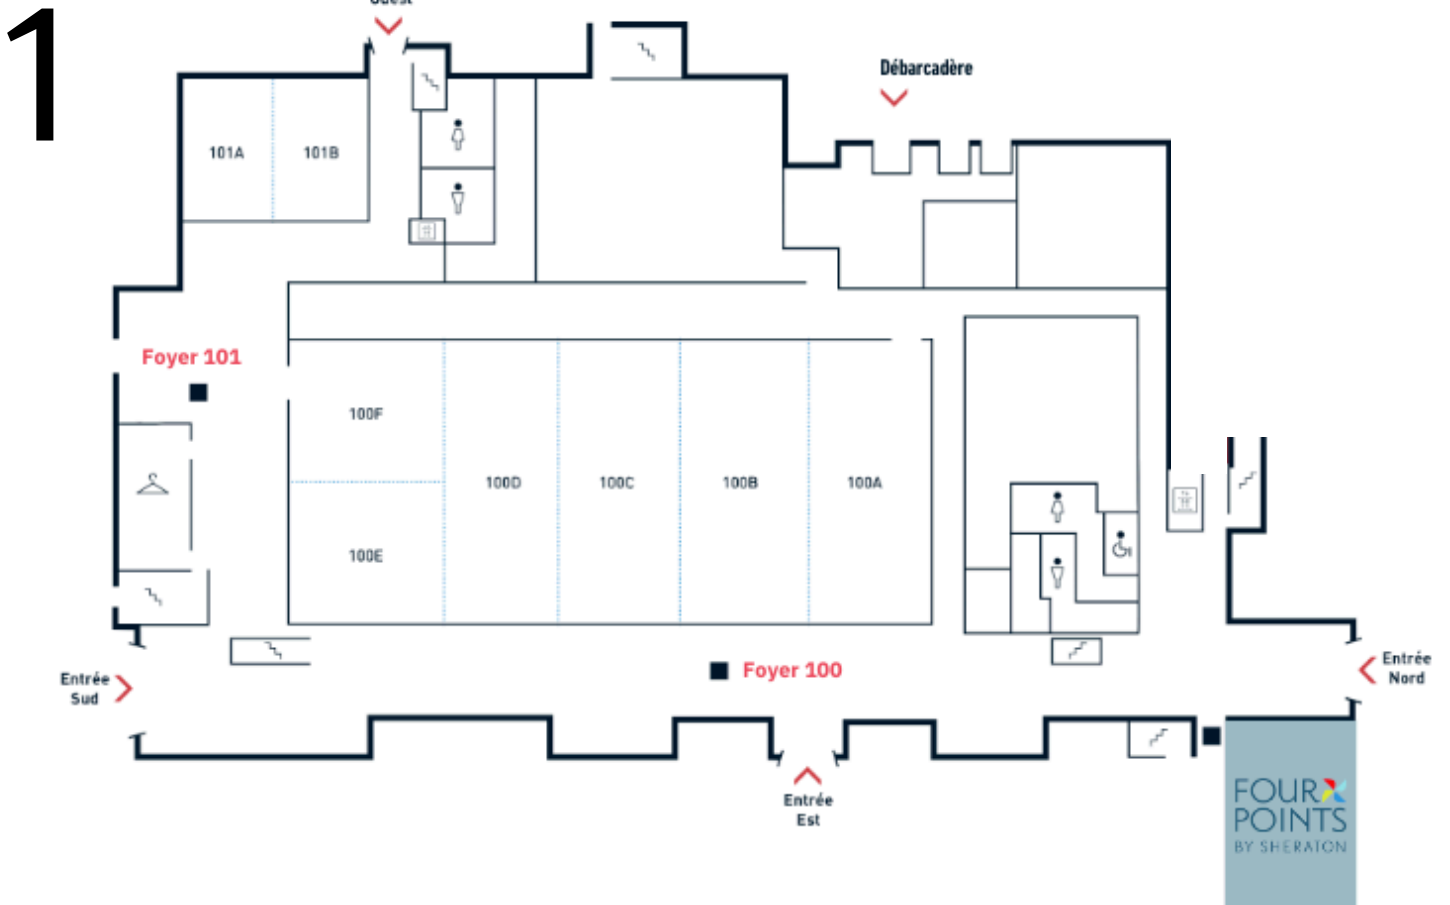 1
Ouest
Débarcadère
101A
101B
Foyer 101
100F
100D
100C
100B
100A
100E
Foyer 100
Entrée
Sud
Entrée
Nord
Entrée
Est
FOUR
POINTS
BY SHERATON